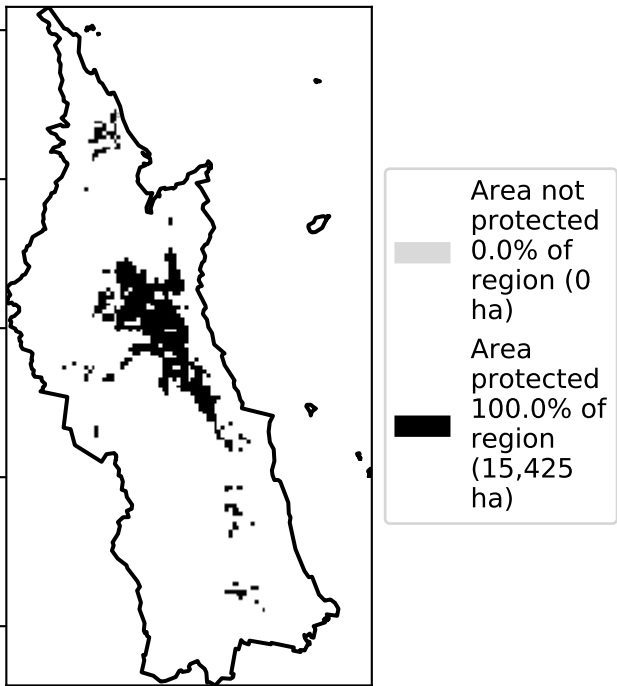 Area not
protected
0.0% of
region (0
ha)
Area
protected
100.0% of
region
(15,425
ha)